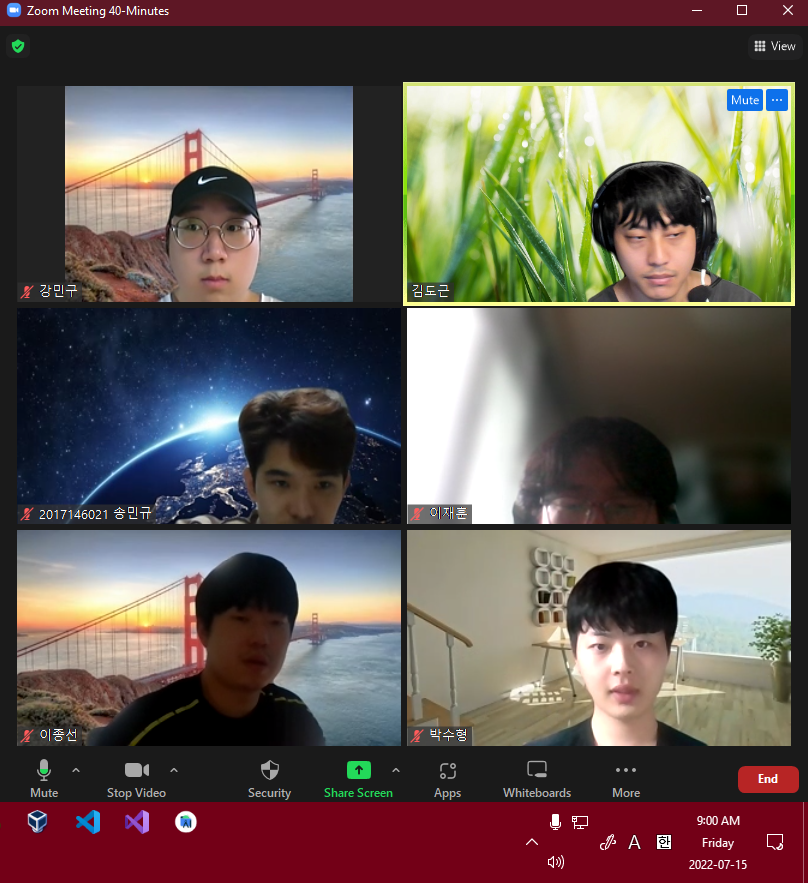 Zoom Meeting 40-Minutes
View
Mute
강민구
김도근
2017146021 송민규
이재훈
이종선
박수형
Mute
Stop Video
Security
Share Screen
Apps
Whiteboards
More
End
A
한
9:00 AM
Friday
2022-07-15